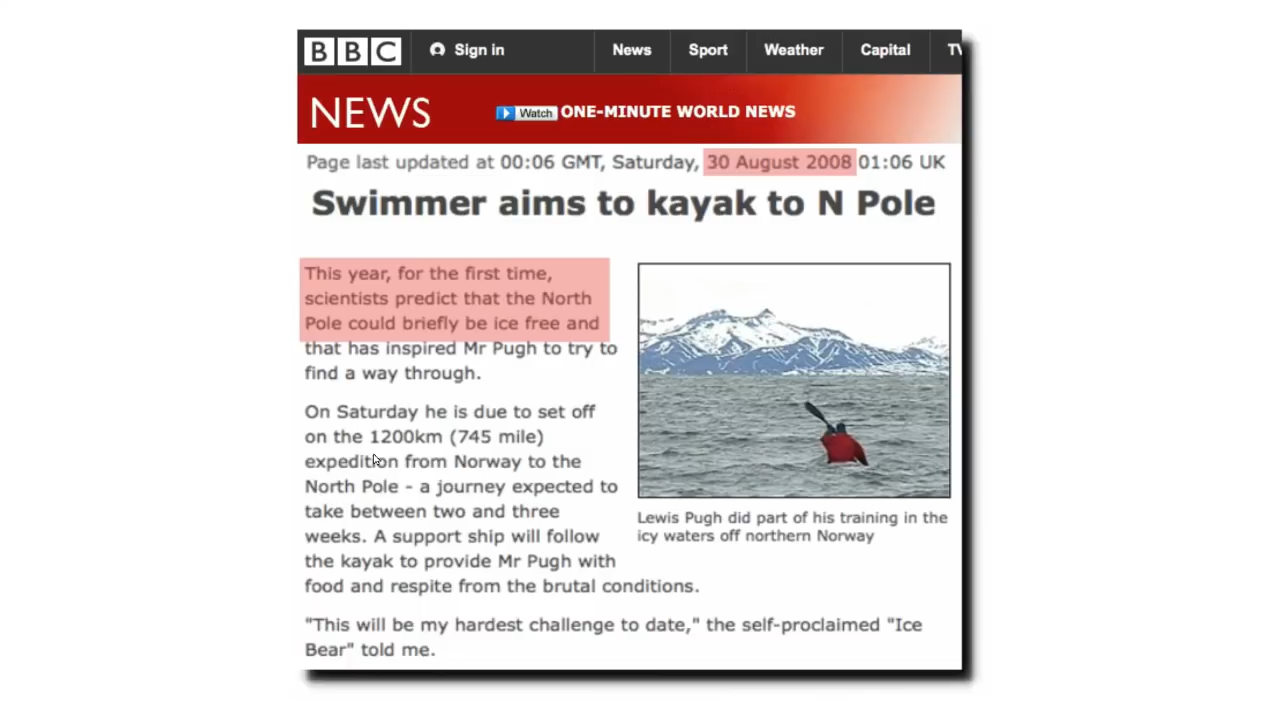 BBC Sign in News Sport Weather Capital TV
NEWS Watch ONE-MINUTE WORLD NEWS
Page last updated at 00:06 GMT, Saturday, 30 August 2008 01:06 UK
Swimmer aims to kayak to N Pole
This year, for the first time,
scientists predict that the North
Pole could briefly be ice free and
that has inspired Mr Pugh to try to
find a way through.
On Saturday he is due to set off
on the 1200km (745 mile)
expedition from Norway to the
North Pole - a journey expected to
take between two and three
weeks. A support ship will follow
the kayak to provide Mr Pugh with
food and respite from the brutal conditions.
"This will be my hardest challenge to date," the self-proclaimed "Ice
Bear" told me.
Lewis Pugh did part of his training in the
icy waters off northern Norway